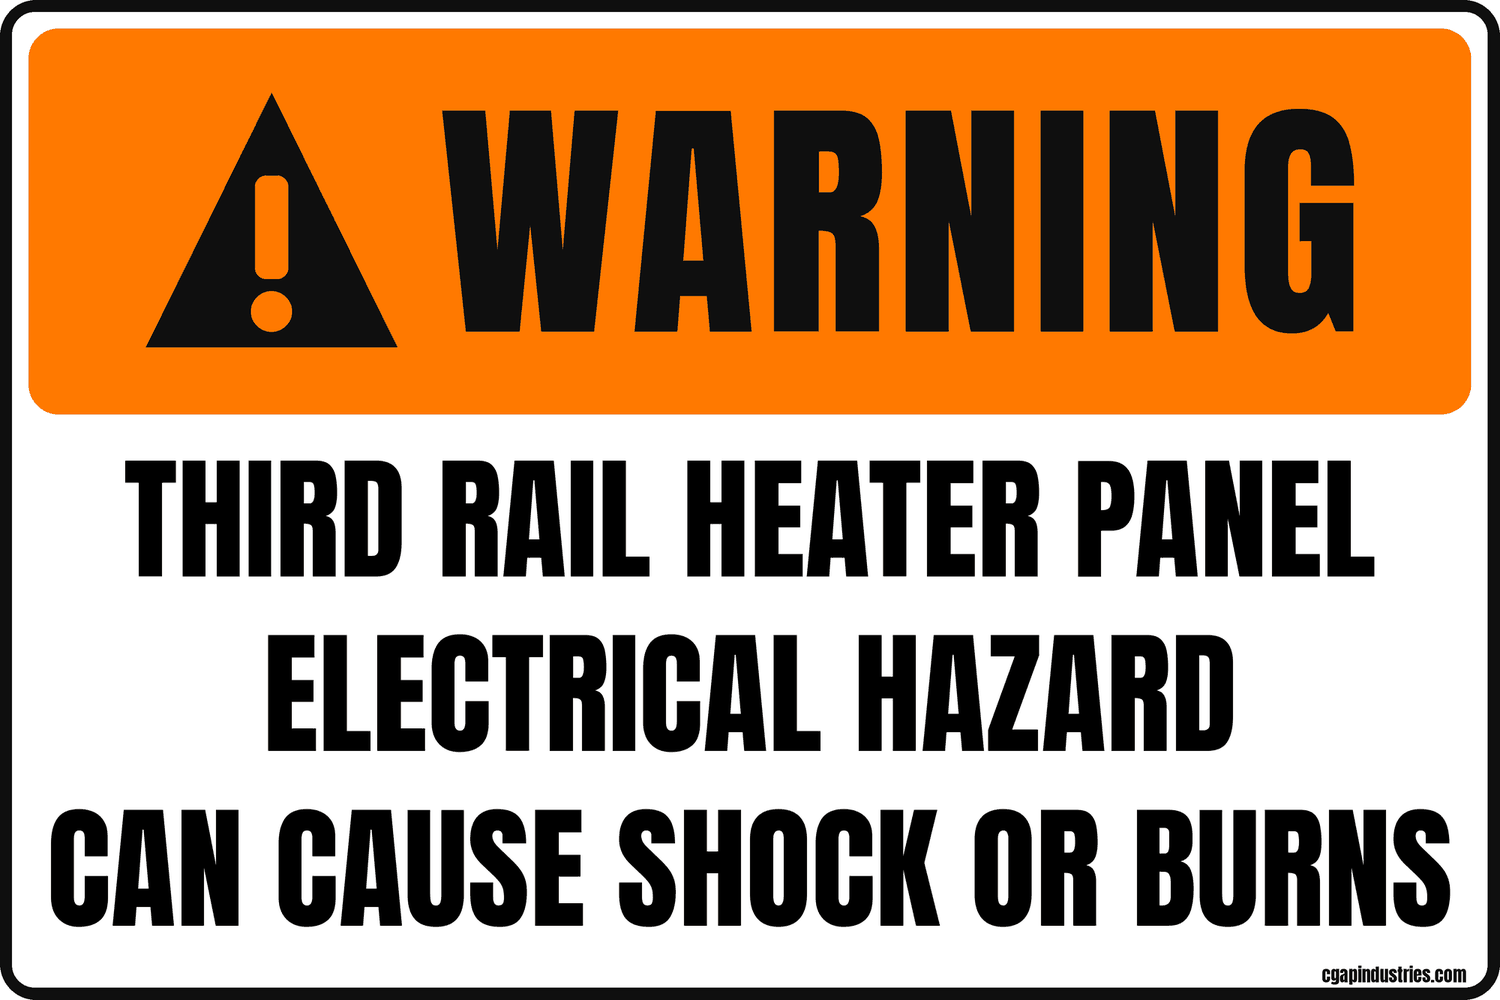 WARNING
THIRD RAIL HEATER PANEL
ELECTRICAL HAZARD
CAN CAUSE SHOCK OR BURNS
cgapindustries.com